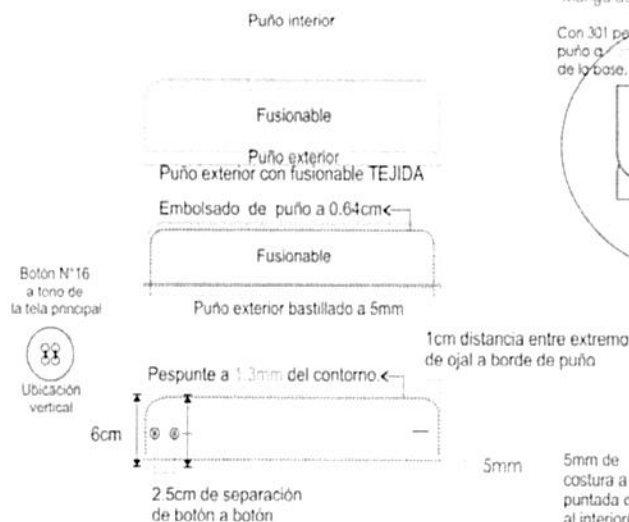 Puño interior
Fusionable
Puño exterior
Puño exterior con fusionable TEJIDA
Embolsado de puño a 0.64cm
Fusionable
Puño exterior bastillado a 5mm
Botón N°16
a tono de
la tela principal
Ubicación
vertical
Pespunte a 1.3mm del contorno
6cm
2.5cm de separación
de botón a botón
Con 301
puño a
de la base.
1cm distancia entre extremo
de ojal a borde de puño
5mm
5mm de
costura a
puntada
al interior